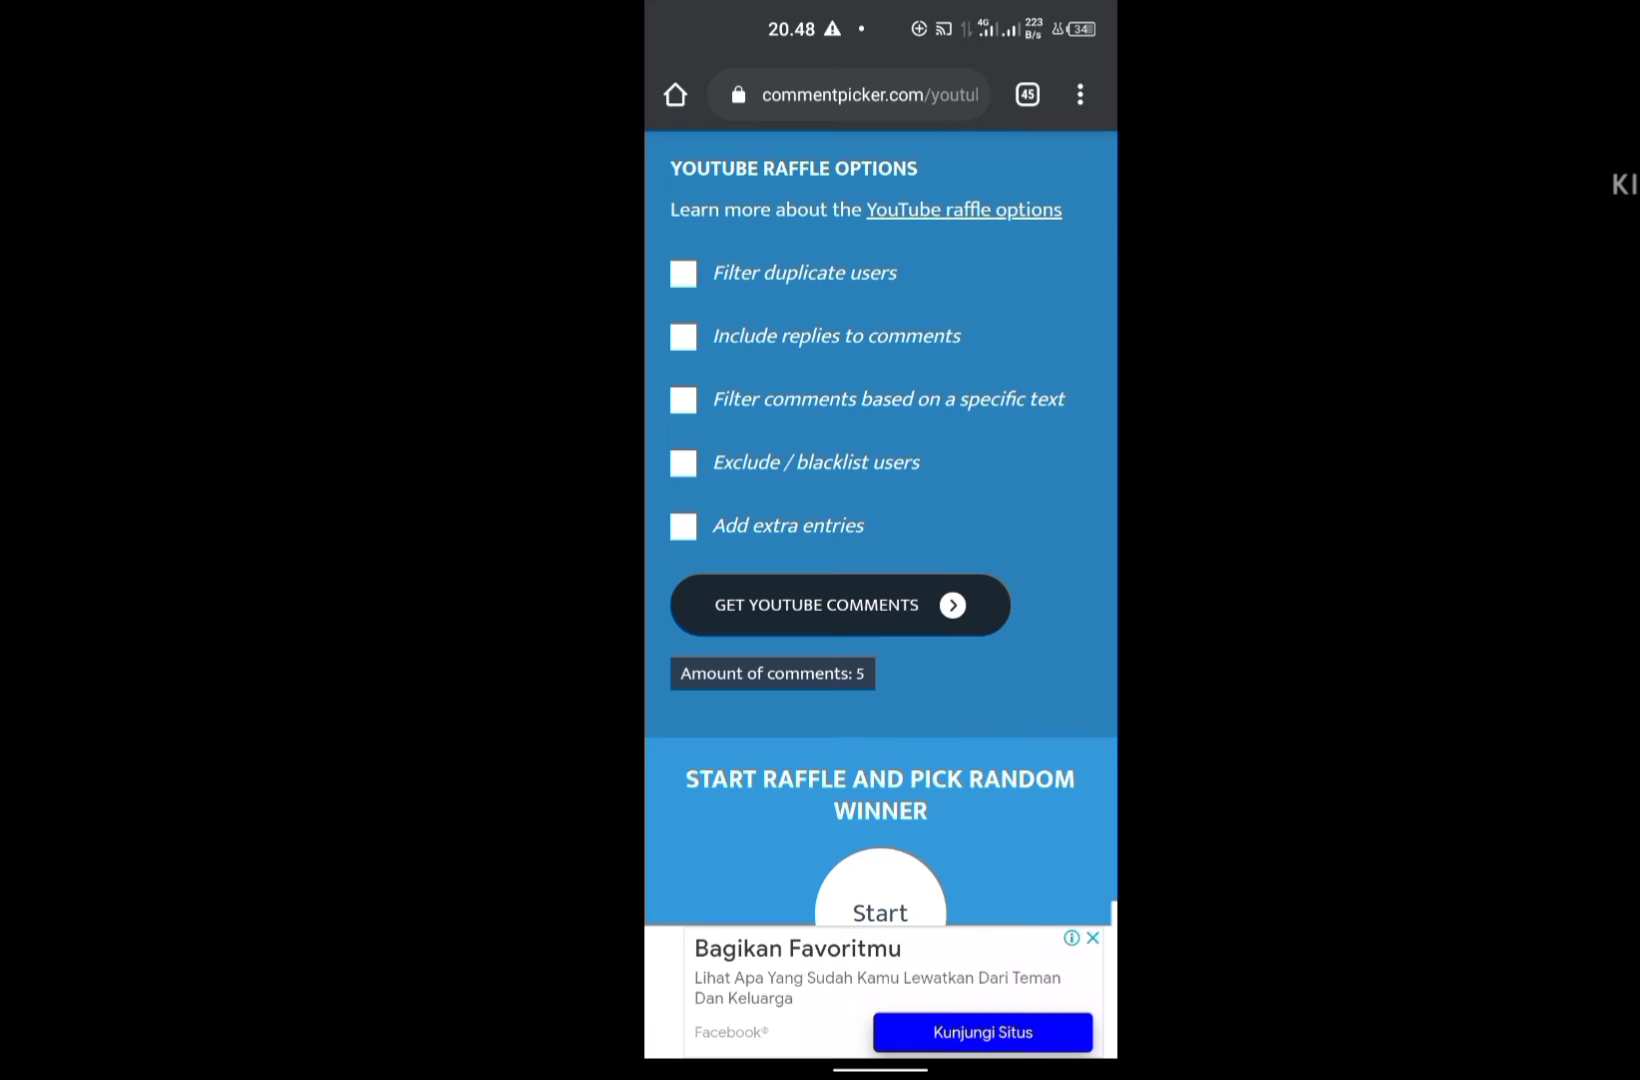 20.48
4G
223
B/s
34
commentpicker.com/youtul
45
KI
YOUTUBE RAFFLE OPTIONS
Learn more about the YouTube raffle options
Filter duplicate users
Include replies to comments
Filter comments based on a specific text
Exclude / blacklist users
Add extra entries
GET YOUTUBE COMMENTS
Amount of comments: 5
START RAFFLE AND PICK RANDOM
WINNER
Start
Bagikan Favoritmu
Lihat Apa Yang Sudah Kamu Lewatkan Dari Teman
Dan Keluarga
Facebook®
Kunjungi Situs